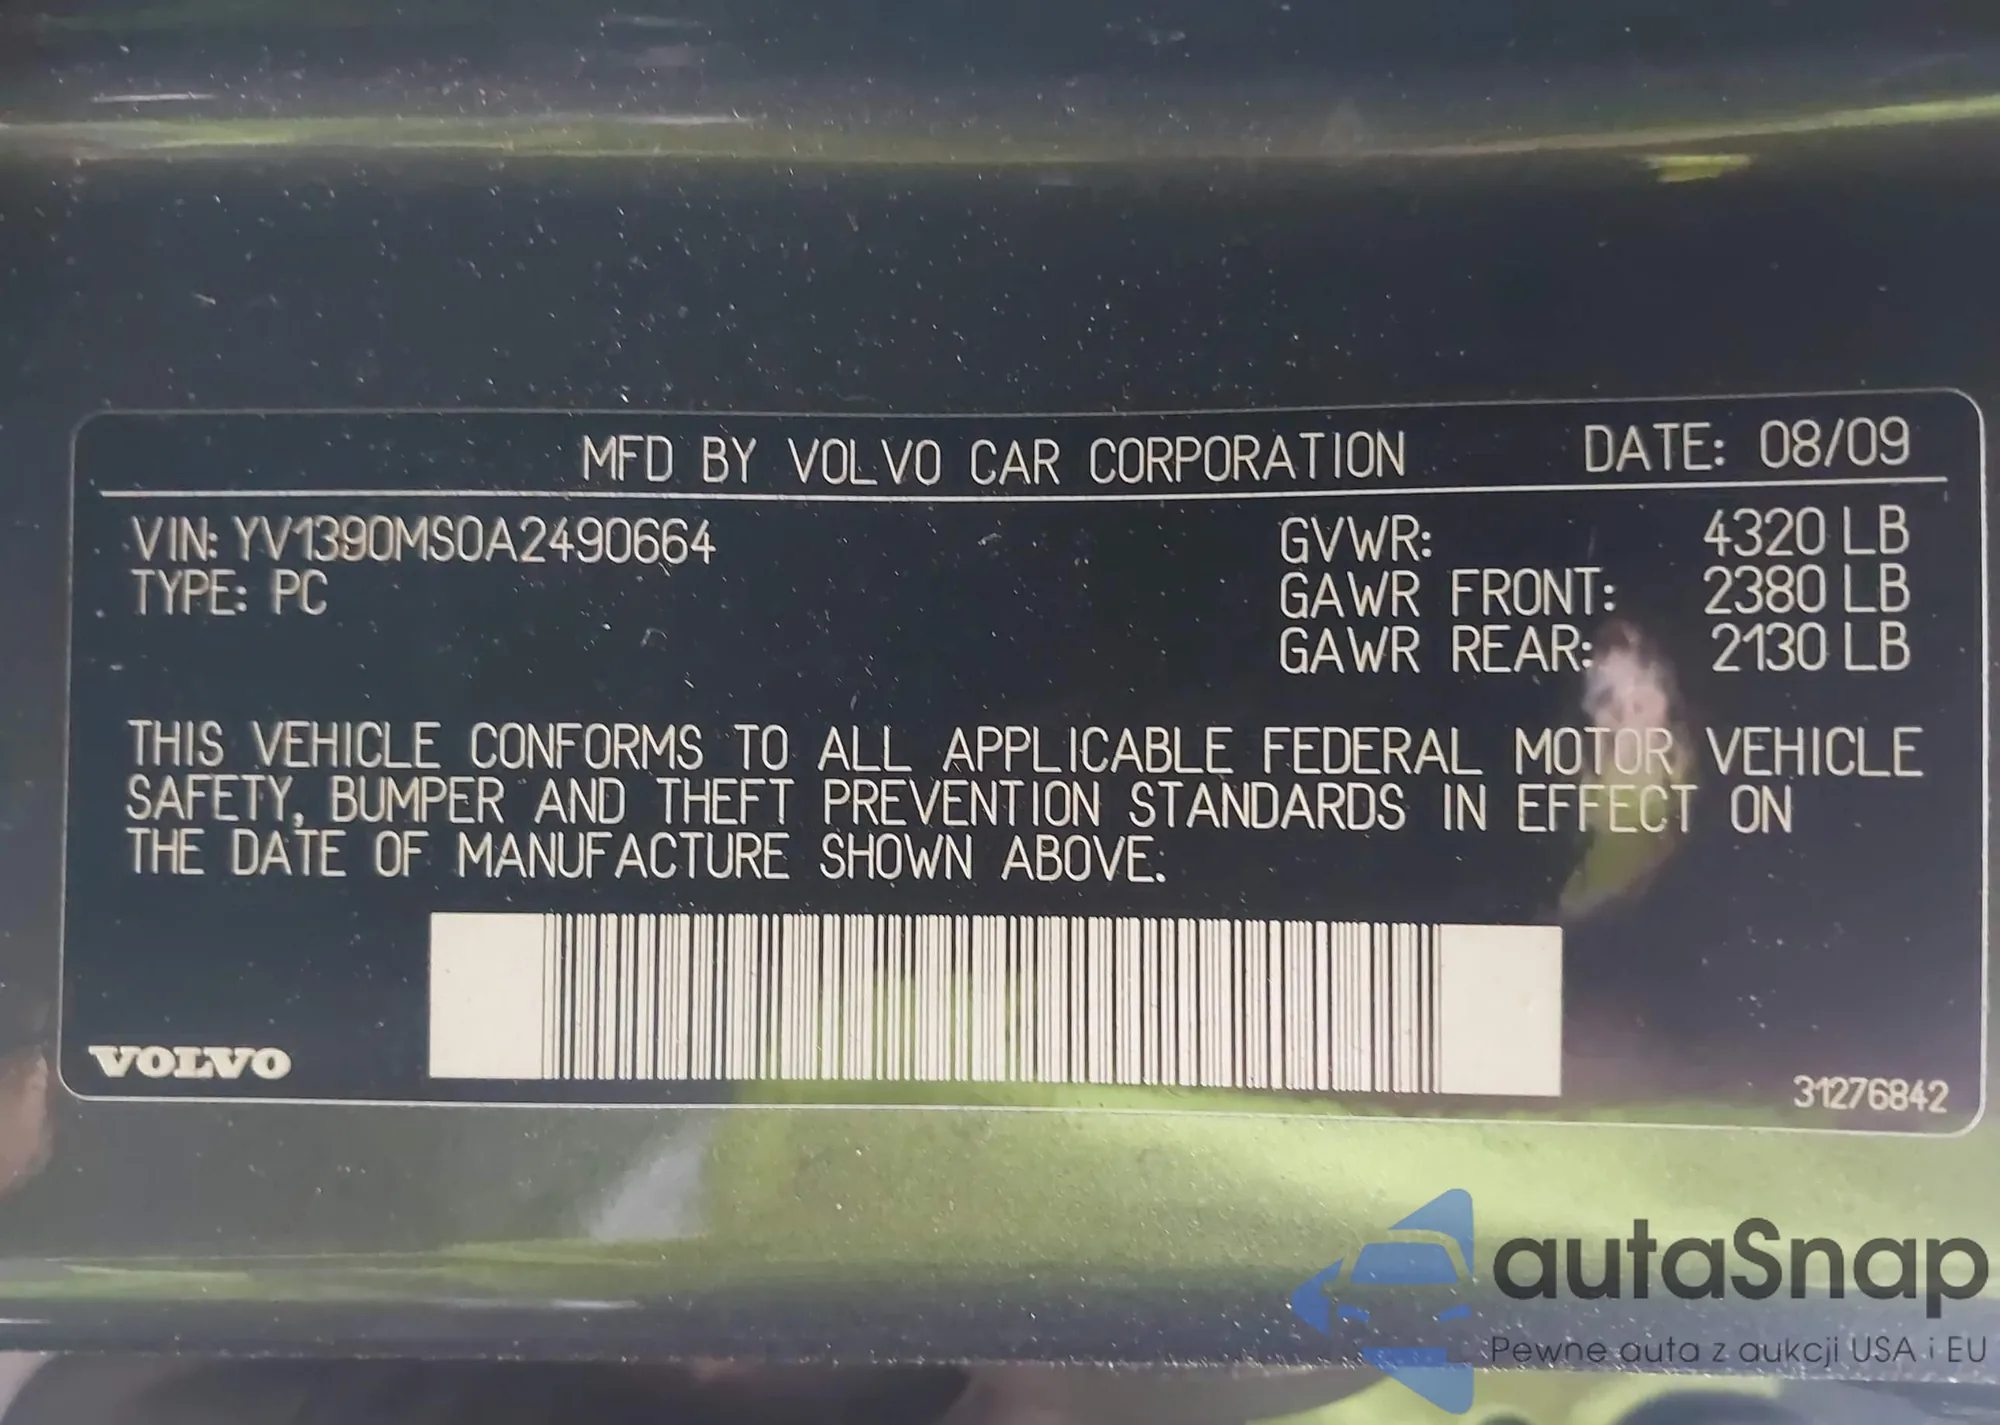 MFD BY VOLVO CAR CORPORATION DATE: 08/09
VIN: YV1390MS0A2490664 GVWR: 4320 LB
TYPE: PC GAWR FRONT: 2380 LB
GAWR REAR: 2130 LB
THIS VEHICLE CONFORMS TO ALL APPLICABLE FEDERAL MOTOR VEHICLE
SAFETY, BUMPER AND THEFT PREVENTION STANDARDS IN EFFECT ON
THE DATE OF MANUFACTURE SHOWN ABOVE.
VOLVO
31276842
autaSnap
Pewne auta z aukcji USA i EU